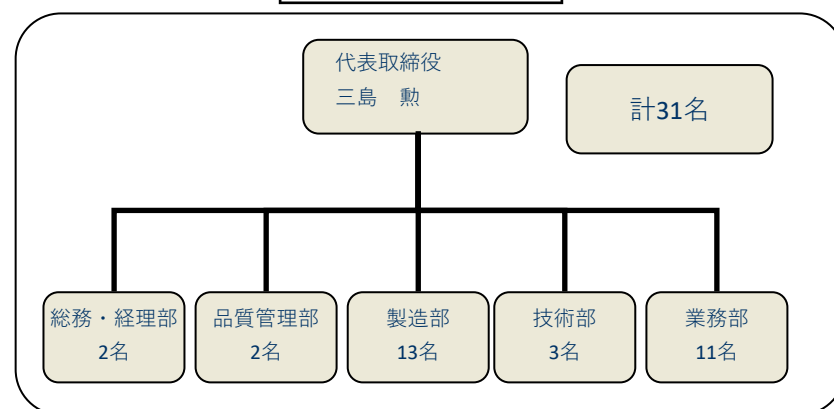 代表取締役
三島　勲
計31名
総務・経理部
2名
品質管理部
2名
製造部
13名
技術部
3名
業務部
11名